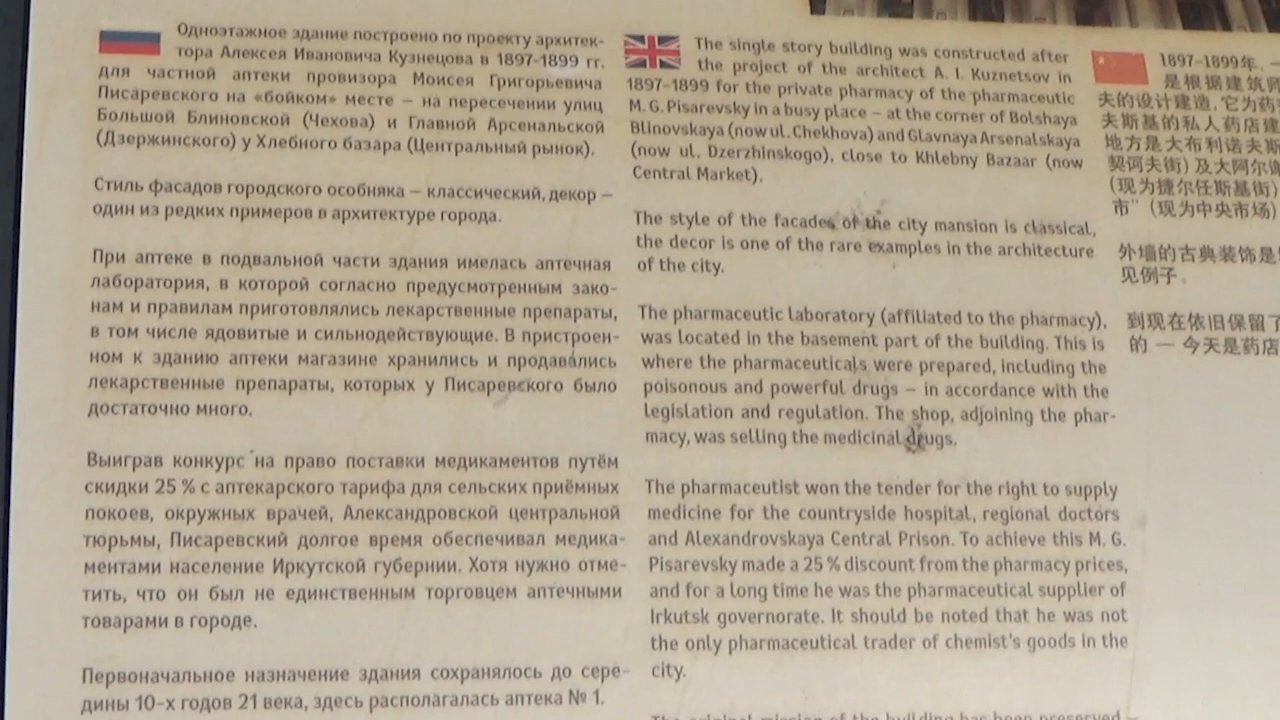 Одноэтажное здание построено по проекту архитек-
тора Алексея Ивановича Кузнецова в 1897-1899 гг.
для частной аптеки провизора Моисея Григорьевича
Писаревского на «бойком» месте – на пересечении улиц
Большой Блиновской (Чехова) и Главной Арсенальской
(Дзержинского) у Хлебного базара (Центральный рынок).
Стиль фасадов городского особняка – классический, декор –
один из редких примеров в архитектуре города.
При аптеке в подвальной части здания имелась аптечная
лаборатория, в которой согласно предусмотренным зако-
нам и правилам приготовлялись лекарственные препараты,
в том числе ядовитые и сильнодействующие. В пристроен-
ном к зданию аптеки магазине хранились и продавались
лекарственные препараты, которых у Писаревского было
достаточно много.
Выиграв конкурс на право поставки медикаментов путём
скидки 25 % с аптекарского тарифа для сельских приёмных
покоев, окружных врачей, Александровской центральной
тюрьмы, Писаревский долгое время обеспечивал медика-
ментами население Иркутской губернии. Хотя нужно отме-
тить, что он был не единственным торговцем аптечными
товарами в городе.
Первоначальное назначение здания сохранялось до сере-
дины 10-х годов 21 века, здесь располагалась аптека № 1.
The single story building was constructed after
the project of the architect A. I. Kuznetsov in
1897-1899 for the private pharmacy of the pharmaceutic
M. G. Pisarevsky in a busy place – at the corner of Bolshaya
Blinovskaya (now ul. Chekhova) and Glavnaya Arsenalskaya
(now ul. Dzerzhinskogo), close to Khlebny Bazaar (now
Central Market).
The style of the facades of the city mansion is classical,
the decor is one of the rare examples in the architecture
of the city.
The pharmaceutic laboratory (affiliated to the pharmacy),
was located in the basement part of the building. This is
where the pharmaceuticals were prepared, including the
poisonous and powerful drugs – in accordance with the
legislation and regulation. The shop, adjoining the phar-
macy, was selling the medicinal drugs.
The pharmaceutist won the tender for the right to supply
medicine for the countryside hospital, regional doctors
and Alexandrovskaya Central Prison. To achieve this M. G.
Pisarevsky made a 25 % discount from the pharmacy prices,
and for a long time he was the pharmaceutical supplier of
Irkutsk governorate. It should be noted that he was not
the only pharmaceutical trader of chemist's goods in the
city.
The original mission of the building has been preserved –
1897-1899年, 一
是根据建筑师
夫的设计建造, 它为药
夫斯基的私人药店建
地方是大布利诺夫斯
契诃夫街) 及大阿尔谢
(现为捷尔任斯基街)
市" (现为中央市场)
外墙的古典装饰是
见例子。
到现在依旧保留了
的 — 今天是药店